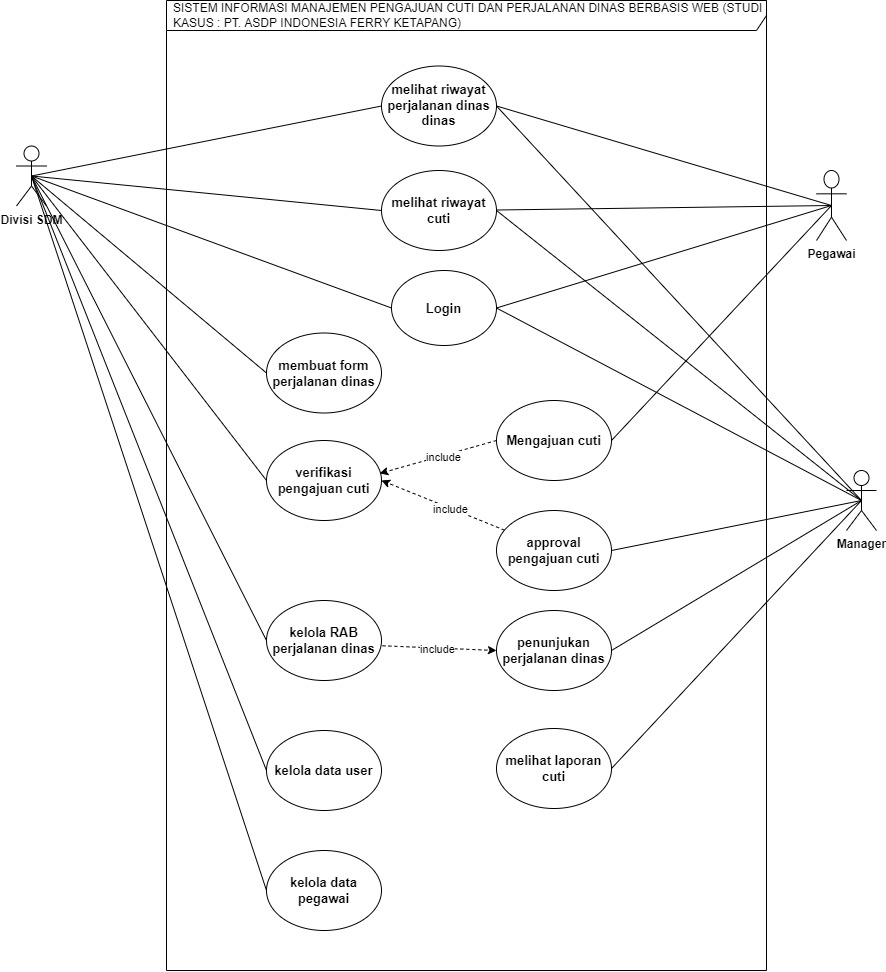 SISTEM INFORMASI MANAJEMEN PENGAJUAN CUTI DAN PERJALANAN DINAS BERBASIS WEB (STUDI
KASUS : PT. ASDP INDONESIA FERRY KETAPANG)
melihat riwayat
perjalanan dinas
dinas
Divisi SDM
melihat riwayat
cuti
Pegawai
Login
membuat form
perjalanan dinas
Mengajuan cuti
include
verifikasi
pengajuan cuti
include
approval
pengajuan cuti
Manager
kelola RAB
perjalanan dinas
include
penunjukan
perjalanan dinas
kelola data user
melihat laporan
cuti
kelola data
pegawai